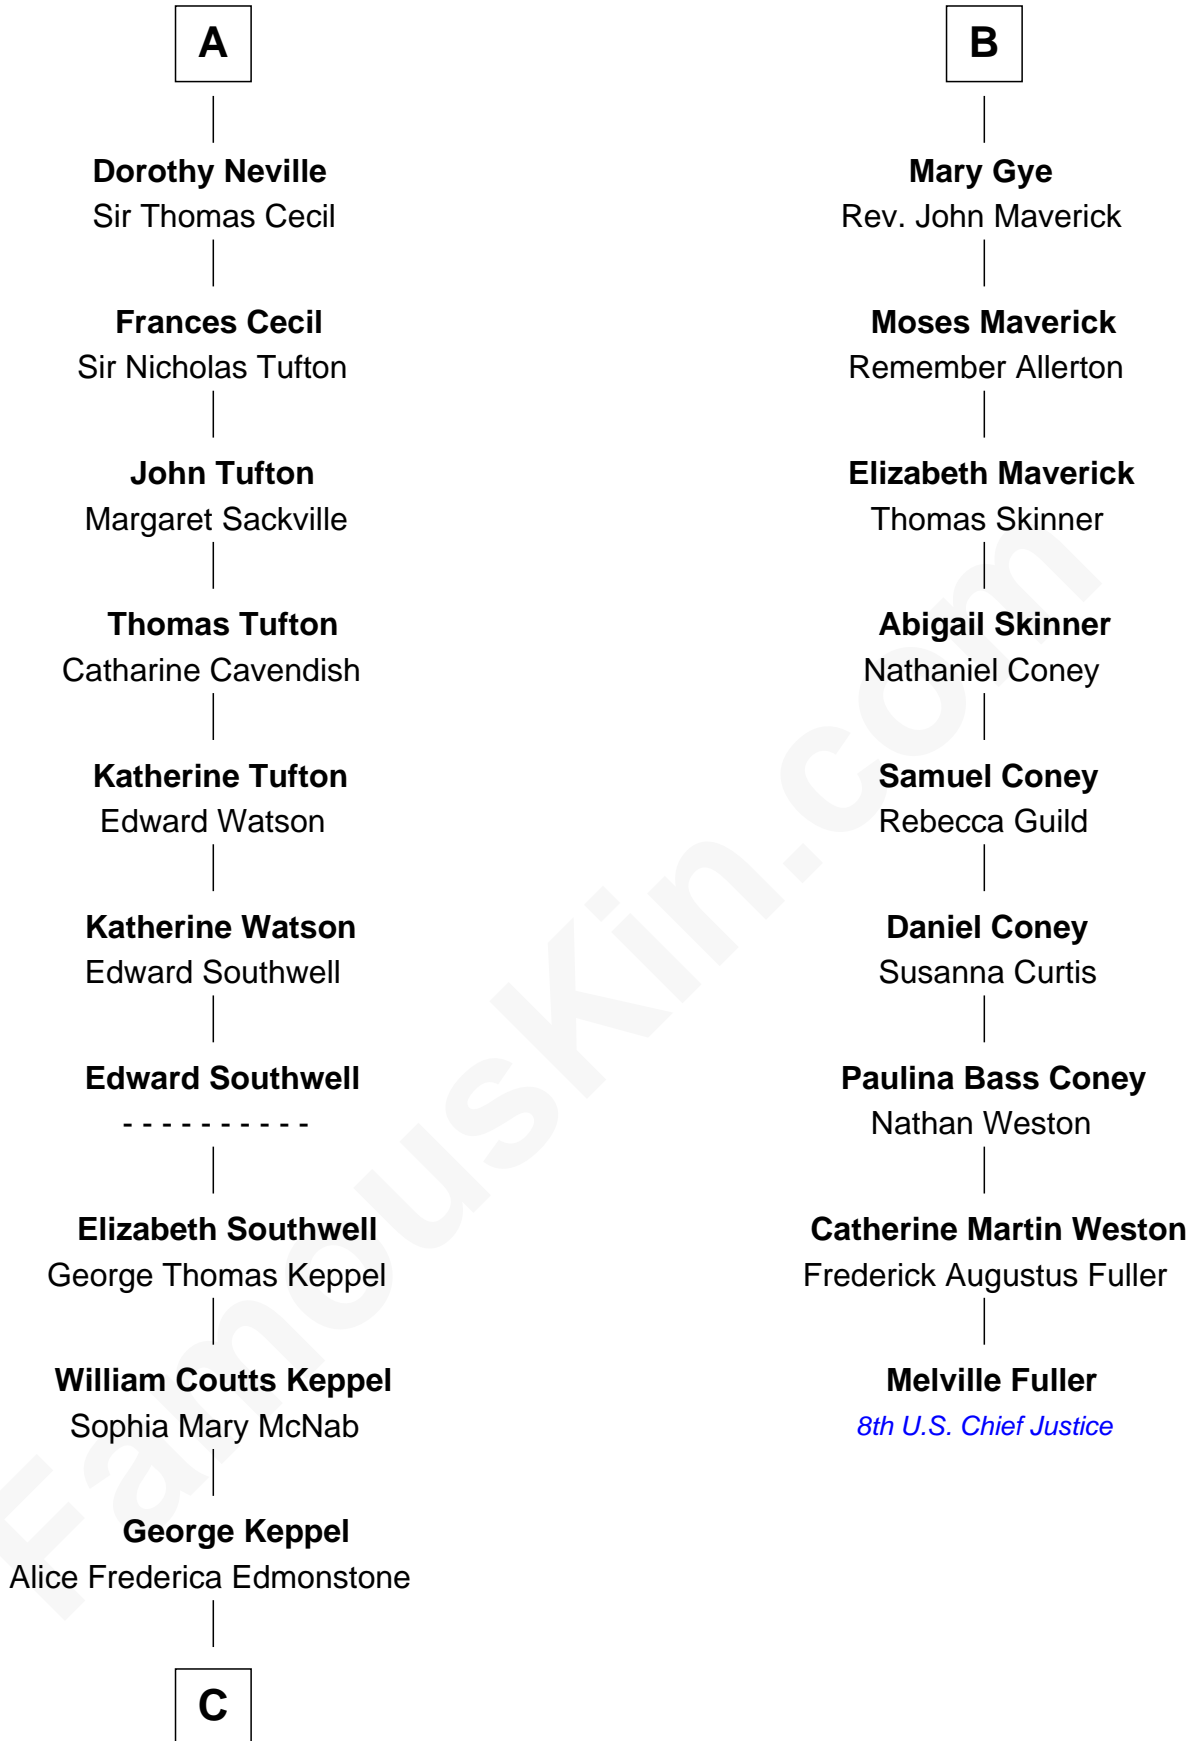 A
Dorothy Neville
Sir Thomas Cecil
Frances Cecil
Sir Nicholas Tufton
John Tufton
Margaret Sackville
Thomas Tufton
Catharine Cavendish
Katherine Tufton
Edward Watson
Katherine Watson
Edward Southwell
Edward Southwell
- - - - - - - - - -
Elizabeth Southwell
George Thomas Keppel
William Coutts Keppel
Sophia Mary McNab
George Keppel
Alice Frederica Edmonstone
C
B
Mary Gye
Rev. John Maverick
Moses Maverick
Remember Allerton
Elizabeth Maverick
Thomas Skinner
Abigail Skinner
Nathaniel Coney
Samuel Coney
Rebecca Guild
Daniel Coney
Susanna Curtis
Paulina Bass Coney
Nathan Weston
Catherine Martin Weston
Frederick Augustus Fuller
Melville Fuller
8th U.S. Chief Justice
FamousKin.com